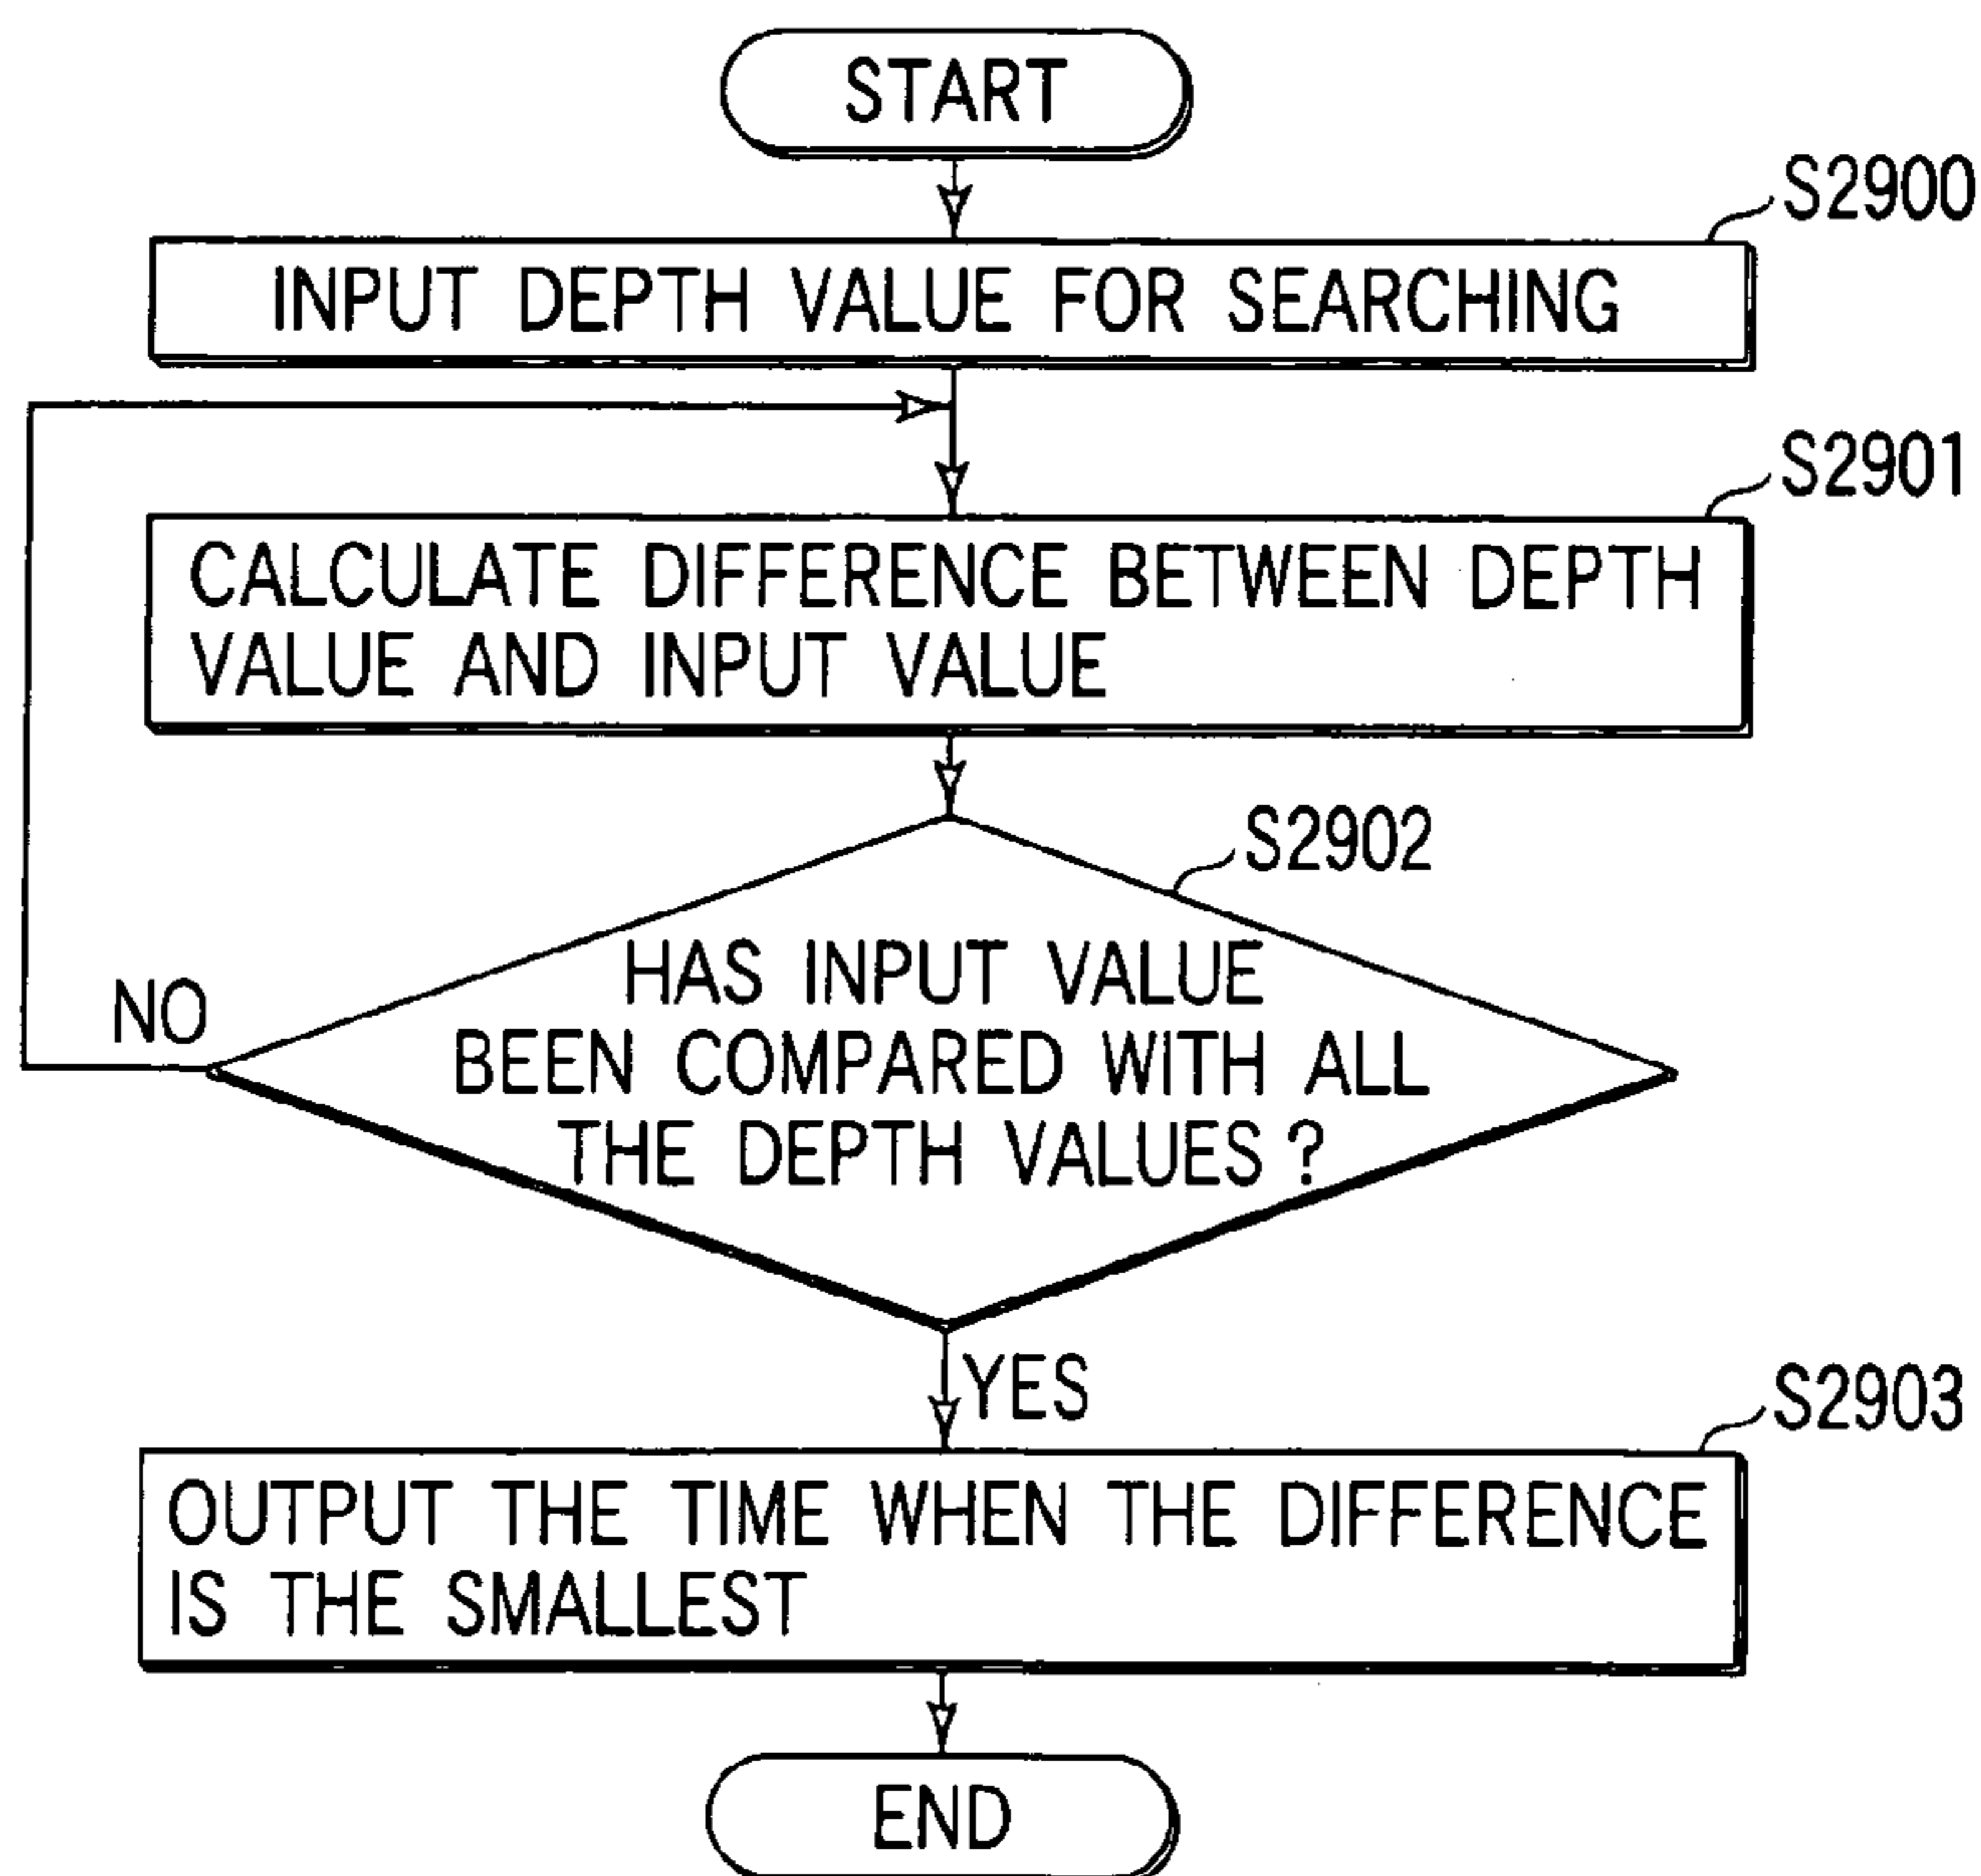 START
S2900
INPUT DEPTH VALUE FOR SEARCHING
S2901
CALCULATE DIFFERENCE BETWEEN DEPTH
VALUE AND INPUT VALUE
S2902
HAS INPUT VALUE
BEEN COMPARED WITH ALL
THE DEPTH VALUES ?
NO
YES
S2903
OUTPUT THE TIME WHEN THE DIFFERENCE
IS THE SMALLEST
END